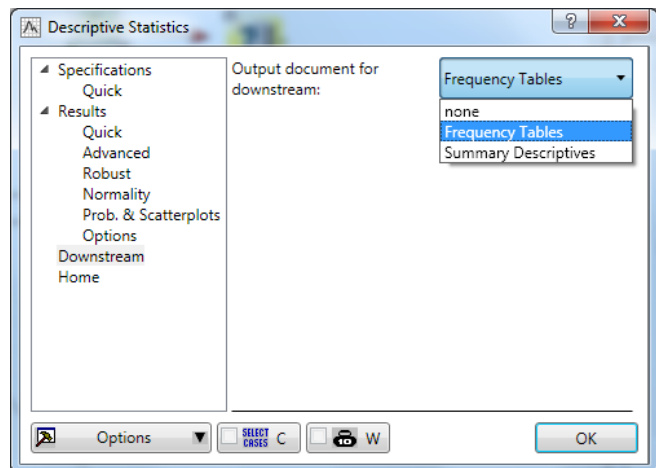 Descriptive Statistics
? X
Specifications
Quick
Results
Quick
Advanced
Robust
Normality
Prob. & Scatterplots
Options
Downstream
Home
Output document for
downstream:
Frequency Tables
none
Frequency Tables
Summary Descriptives
Options
SELECT
CASES C
10 W
OK